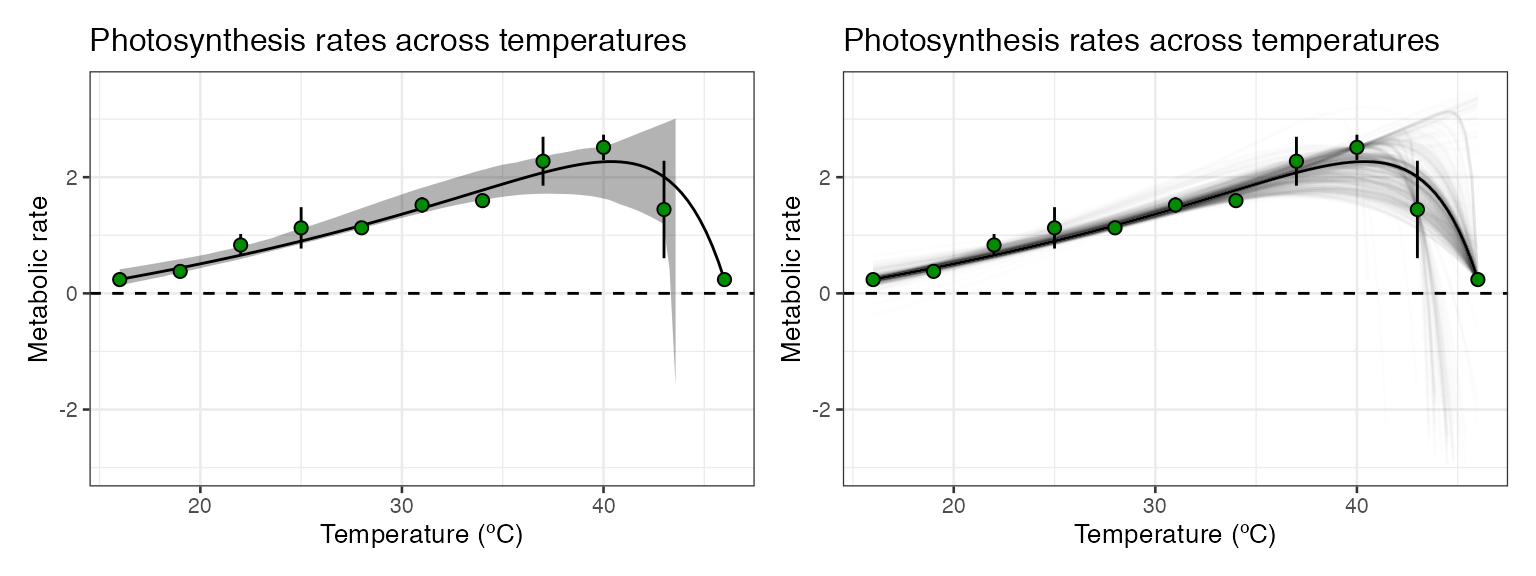 Photosynthesis rates across temperatures
Metabolic rate
2
0
-2
20 30 40
Temperature (ºC)
Photosynthesis rates across temperatures
Metabolic rate
2
0
-2
20 30 40
Temperature (ºC)